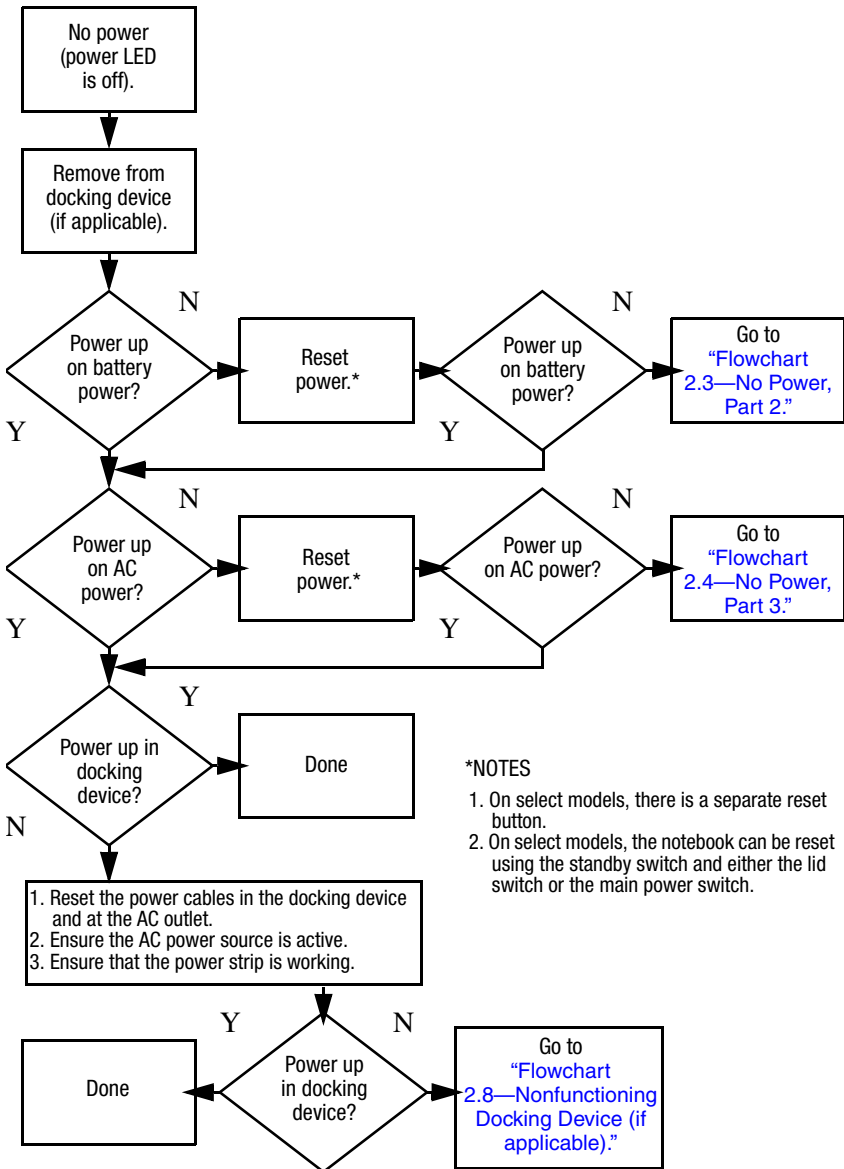 No power
(power LED
is off).
Remove from
docking device
(if applicable).
N
N
Power up
on battery
power?
Reset
power.*
Power up
on battery
power?
Go to
“Flowchart
2.3—No Power,
Part 2.”
Y
Y
N
N
Power up
on AC
power?
Reset
power.*
Power up
on AC power?
Go to
“Flowchart
2.4—No Power,
Part 3.”
Y
Y
Y
Power up in
docking
device?
Done
N
*NOTES
1. On select models, there is a separate reset
button.
2. On select models, the notebook can be reset
using the standby switch and either the lid
switch or the main power switch.
1. Reset the power cables in the docking device
and at the AC outlet.
2. Ensure the AC power source is active.
3. Ensure that the power strip is working.
Y
N
Done
Power up
in docking
device?
Go to
“Flowchart
2.8—Nonfunctioning
Docking Device (if
applicable).”